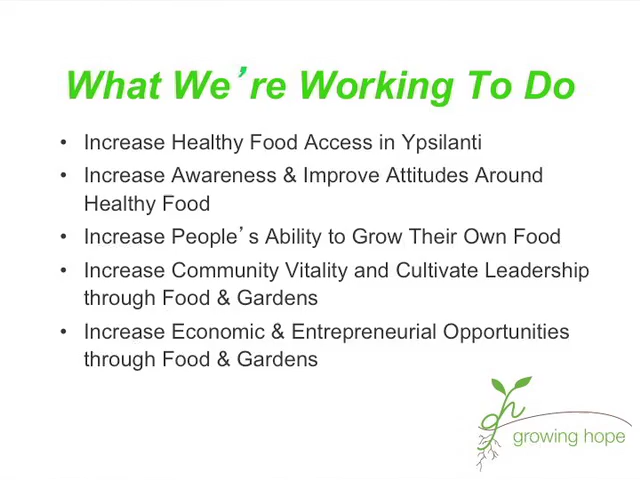 What We're Working To Do
• Increase Healthy Food Access in Ypsilanti
• Increase Awareness & Improve Attitudes Around
Healthy Food
• Increase People's Ability to Grow Their Own Food
• Increase Community Vitality and Cultivate Leadership
through Food & Gardens
• Increase Economic & Entrepreneurial Opportunities
through Food & Gardens
gh
growing hope